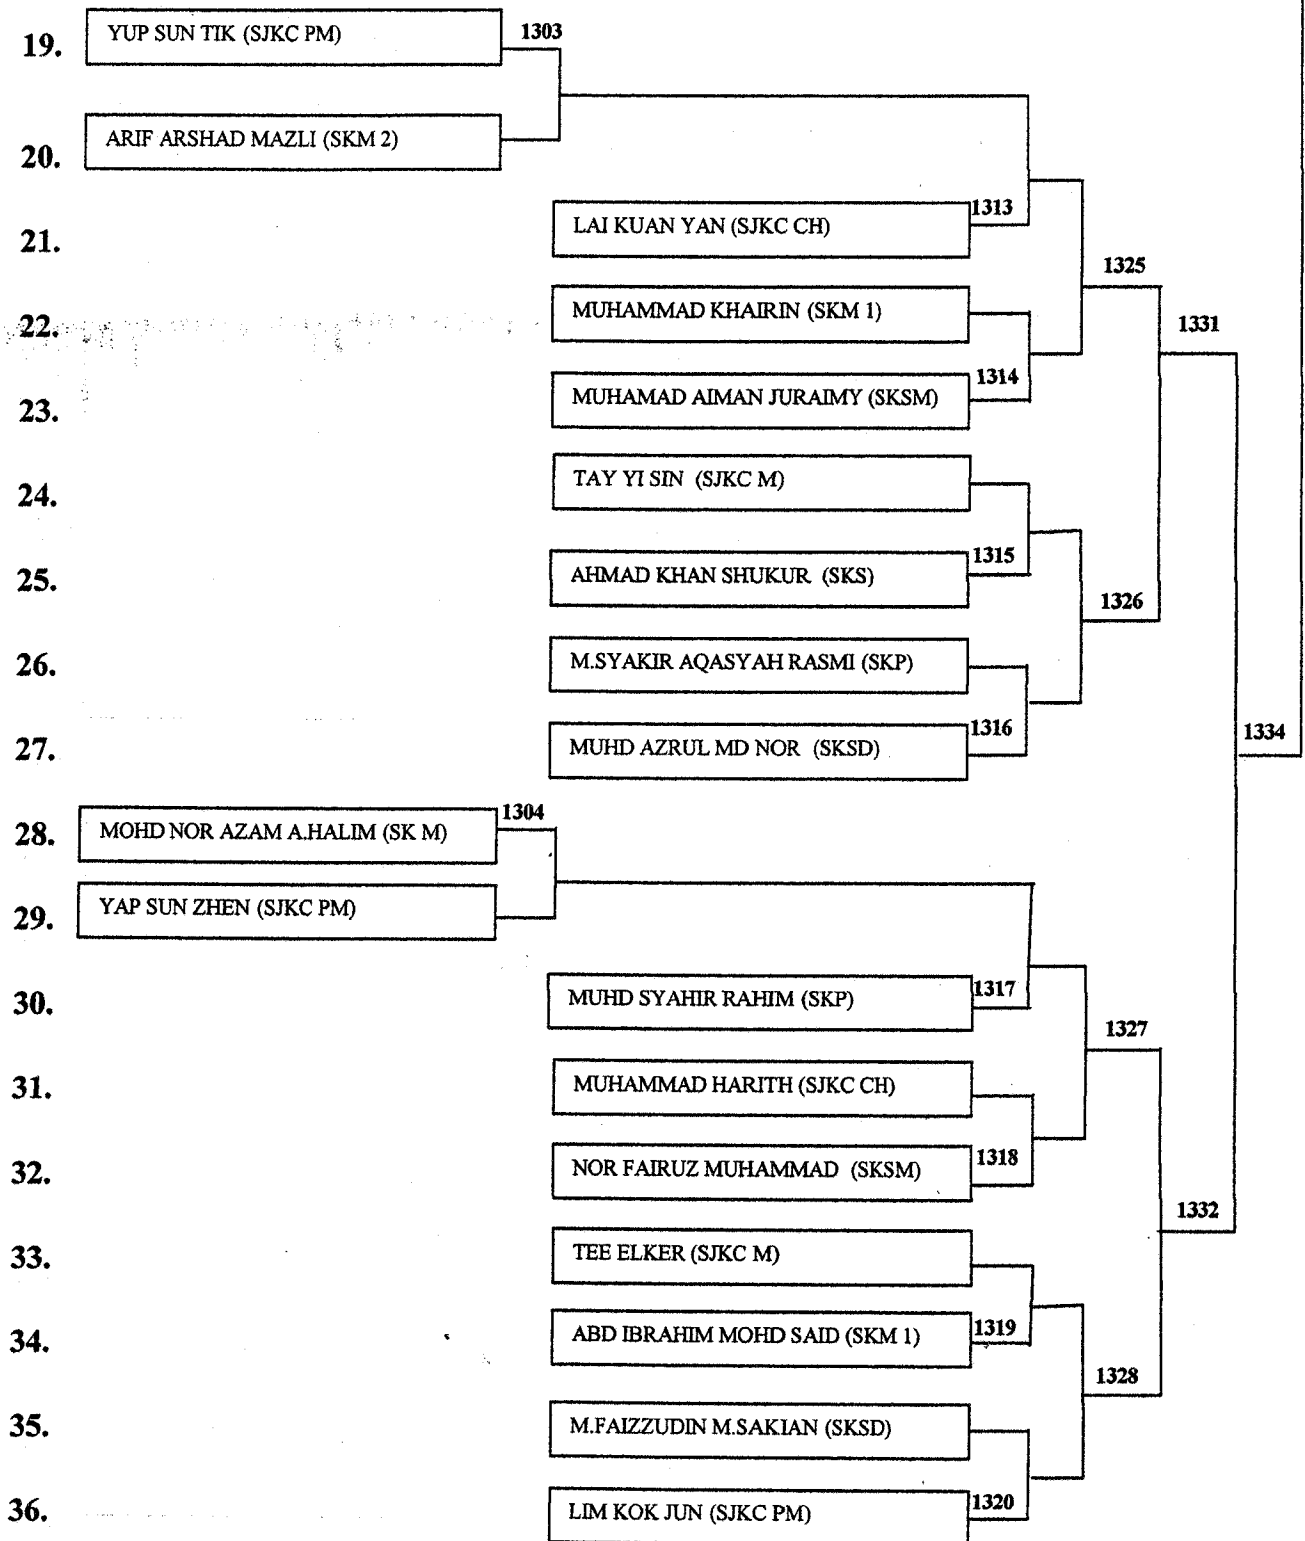 19. YUP SUN TIK (SJKC PM) 1303
20. ARIF ARSHAD MAZLI (SKM 2)
21. LAI KUAN YAN (SJKC CH) 1313
1325
22. MUHAMMAD KHAIRIN (SKM 1) 1331
23. MUHAMAD AIMAN JURAIMY (SKSM) 1314
24. TAY YI SIN (SJKC M)
25. AHMAD KHAN SHUKUR (SKS) 1315
1326
26. M.SYAKIR AQASYAH RASMI (SKP)
27. MUHD AZRUL MD NOR (SKSD) 1316 1334
28. MOHD NOR AZAM A.HALIM (SK M) 1304
29. YAP SUN ZHEN (SJKC PM)
30. MUHD SYAHIR RAHIM (SKP) 1317
1327
31. MUHAMMAD HARITH (SJKC CH)
32. NOR FAIRUZ MUHAMMAD (SKSM) 1318
1332
33. TEE ELKER (SJKC M)
34. ABD IBRAHIM MOHD SAID (SKM 1) 1319
1328
35. M.FAIZZUDIN M.SAKIAN (SKSD)
36. LIM KOK JUN (SJKC PM) 1320